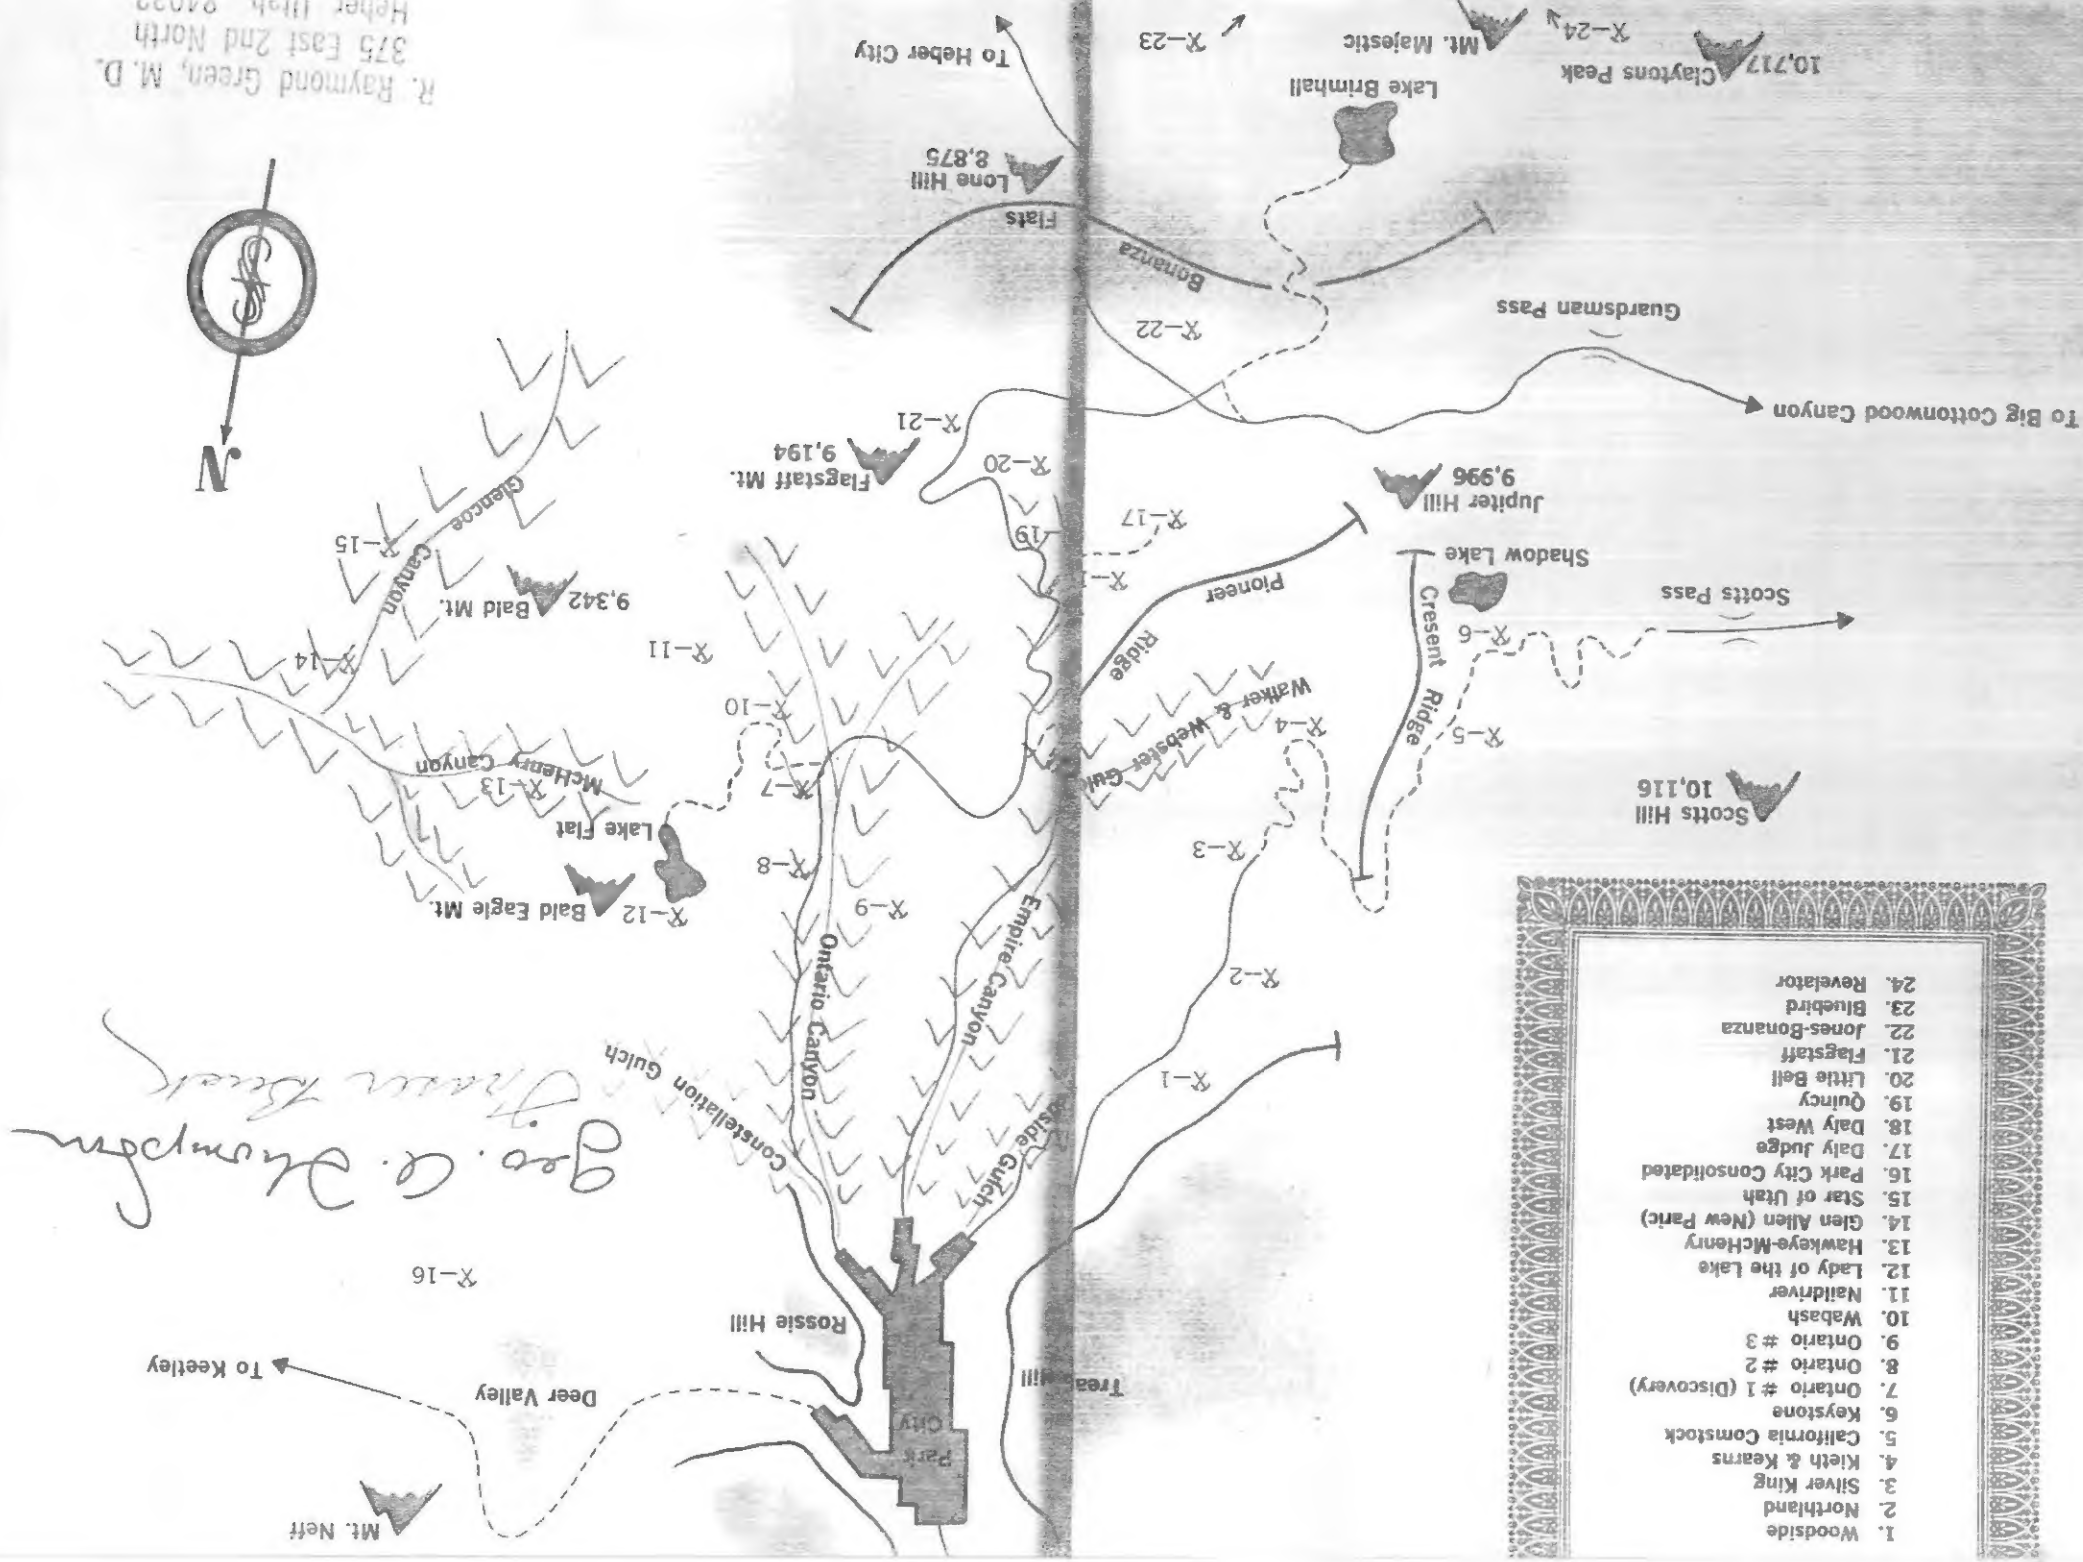 1. Woodside
2. Northland
3. Silver King
4. Kieth & Kearns
5. California Comstock
6. Keystone
7. Ontario #1 (Discovery)
8. Ontario #2
9. Ontario #3
10. Wabash
11. Naildriver
12. Lady of the Lake
13. Hawkeye-McHenry
14. Glen Allen (New Paric)
15. Star of Utah
16. Park City Consolidated
17. Daly Judge
18. Daly West
19. Quincy
20. Little Bell
21. Flagstaff
22. Jones-Bonanza
23. Bluebird
24. Revelator
Mt. Neff
Park
City
Deer Valley
To Keetley
Rossie Hill
Hill
-16
Gulch
Geo. A. Thompson
Fraser Buck
Constellation Gulch
-1
-2
Empire Canyon
Ontario Canyon
-9
-12
Bald Eagle Mt.
Scotts Hill
10,116
-3
-8
Lake Flat
-7
-13
McHenry Canyon
-5
-4
Walker & Webster
-10
Cresent Ridge
-6
Pioneer Ridge
-11
-14
Scotts Pass
Shadow Lake
9,342
Bald Mt.
Glencoe Canyon
-15
Jupiter Hill
9,996
-17
-19
-20
Flagstaff Mt.
9,194
-21
N
To Big Cottonwood Canyon
Guardsman Pass
-22
Bonanza Flats
Lone Hill
8,875
Lake Brimhall
10,717
Claytons Peak
-24
Mt. Majestic
-23
To Heber City
R. Raymond Green, M. D.
375 East 2nd North
Heber Utah